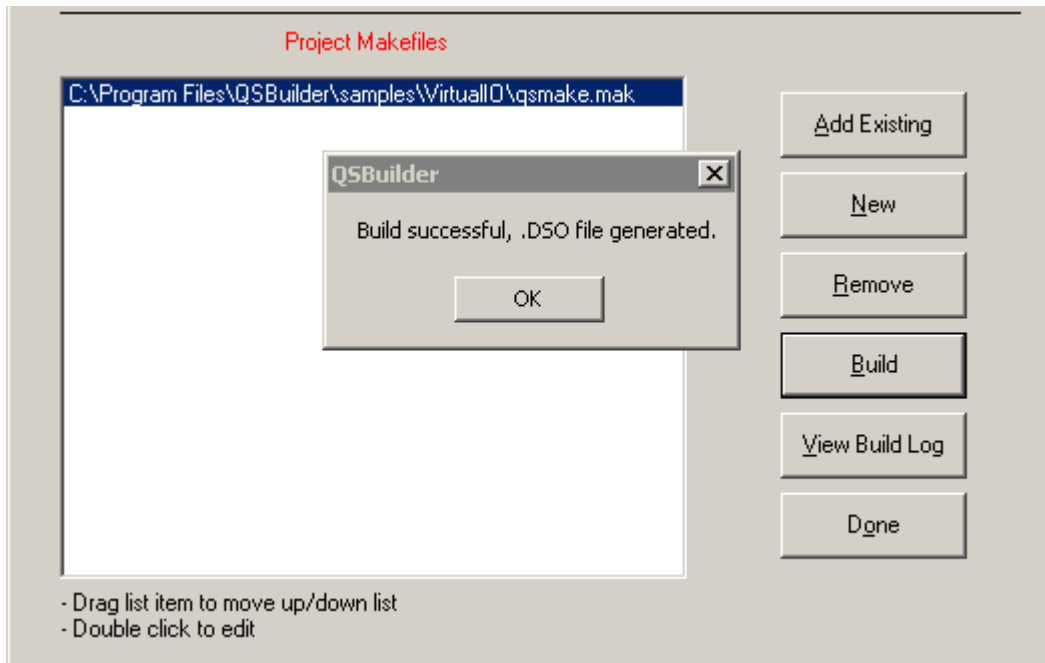 Project Makefiles
C:\Program Files\QSBuilder\samples\VirtualIO\qsmake.mak
QSBuilder
Build successful, .DSO file generated.
OK
Add Existing
New
Remove
Build
View Build Log
Done
- Drag list item to move up/down list
- Double click to edit